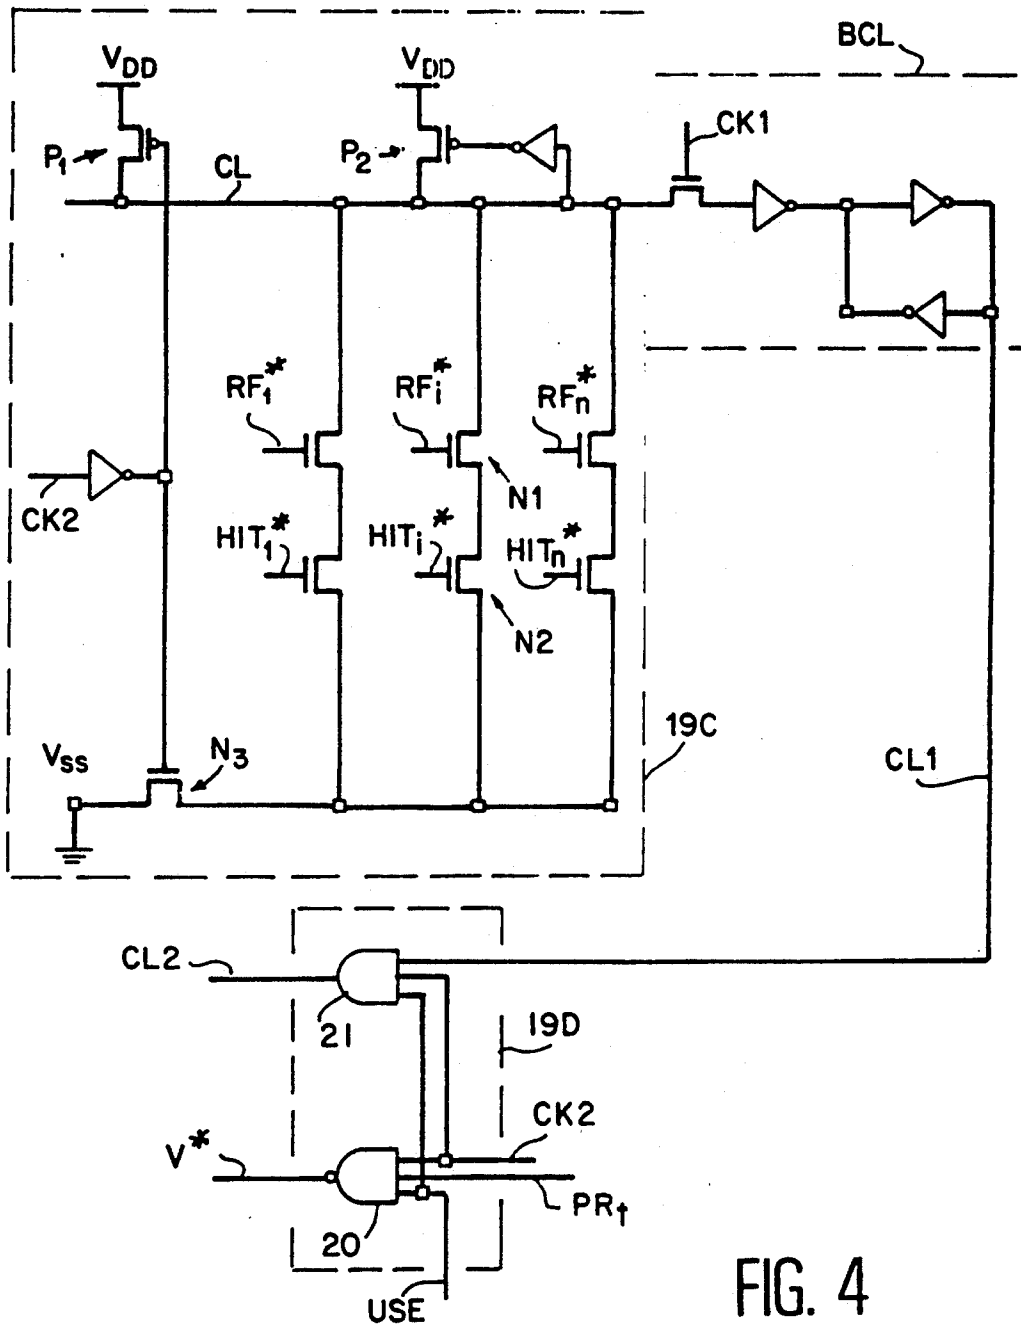 BCL
VDD
VDD
P1
P2
CK1
CL
RF1*
RFi*
RFn*
N1
CK2
HIT1*
HITi*
HITn*
N2
VSS
N3
19C
CL1
CL2
21
19D
CK2
V*
PRt
20
USE
FIG. 4